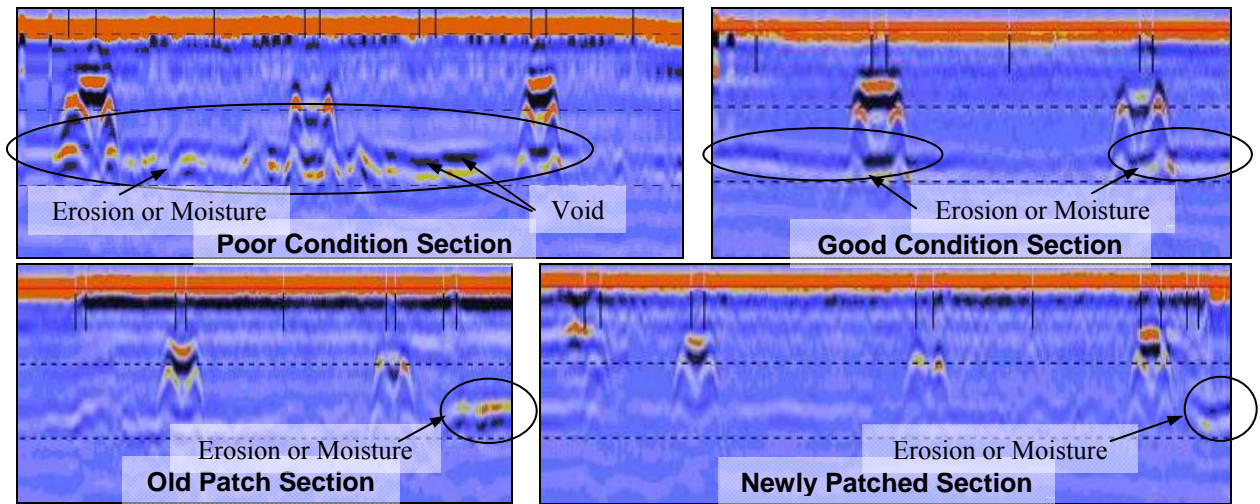 Erosion or Moisture
Void
Poor Condition Section
Erosion or Moisture
Good Condition Section
Erosion or Moisture
Old Patch Section
Erosion or Moisture
Newly Patched Section